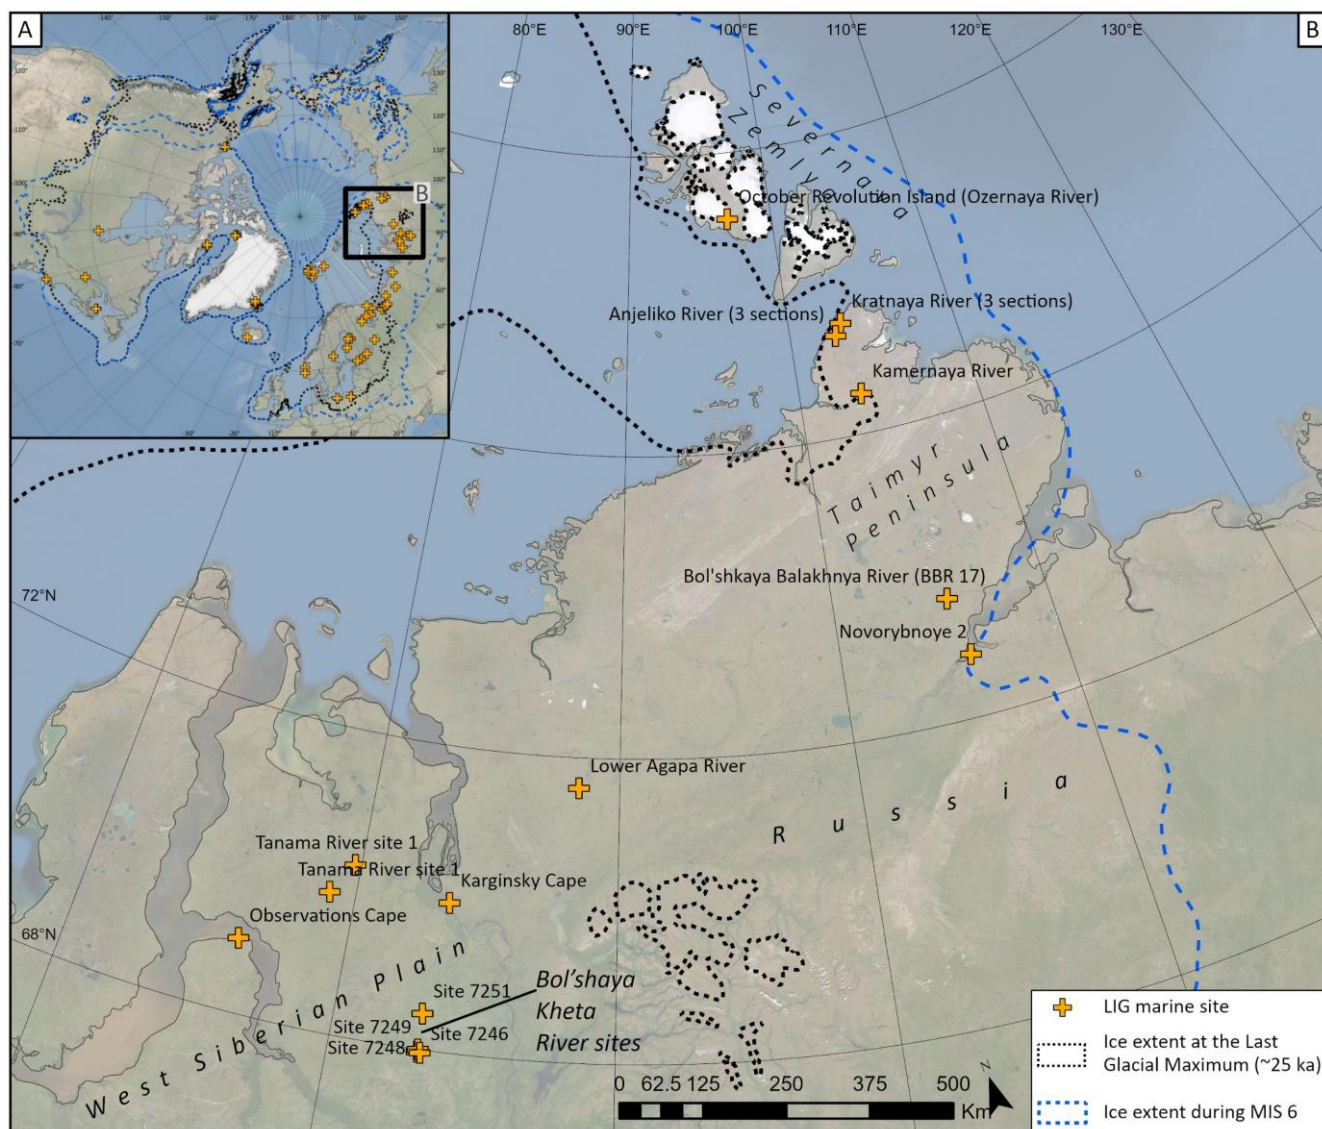 A
B
80°E
90°E
100°E
110°E
120°E
130°E
B
Severnaya
Zemlya
October Revolution Island (Ozernaya River)
Kratnaya River (3 sections)
Anjeliko River (3 sections)
Kamernaya River
Taimyr
Peninsula
72°N
Bol'shkaya Balakhnya River (BBR 17)
Novorybnoye 2
Lower Agapa River
Russia
Tanama River site 1
Tanama River site 1
Karginsky Cape
Observations Cape
68°N
West Siberian Plain
Bol'shaya
Kheta
River sites
Site 7251
Site 7249
Site 7246
Site 7248
0 62.5 125 250 375 500
Km
N
LIG marine site
Ice extent at the Last
Glacial Maximum (~25 ka)
Ice extent during MIS 6